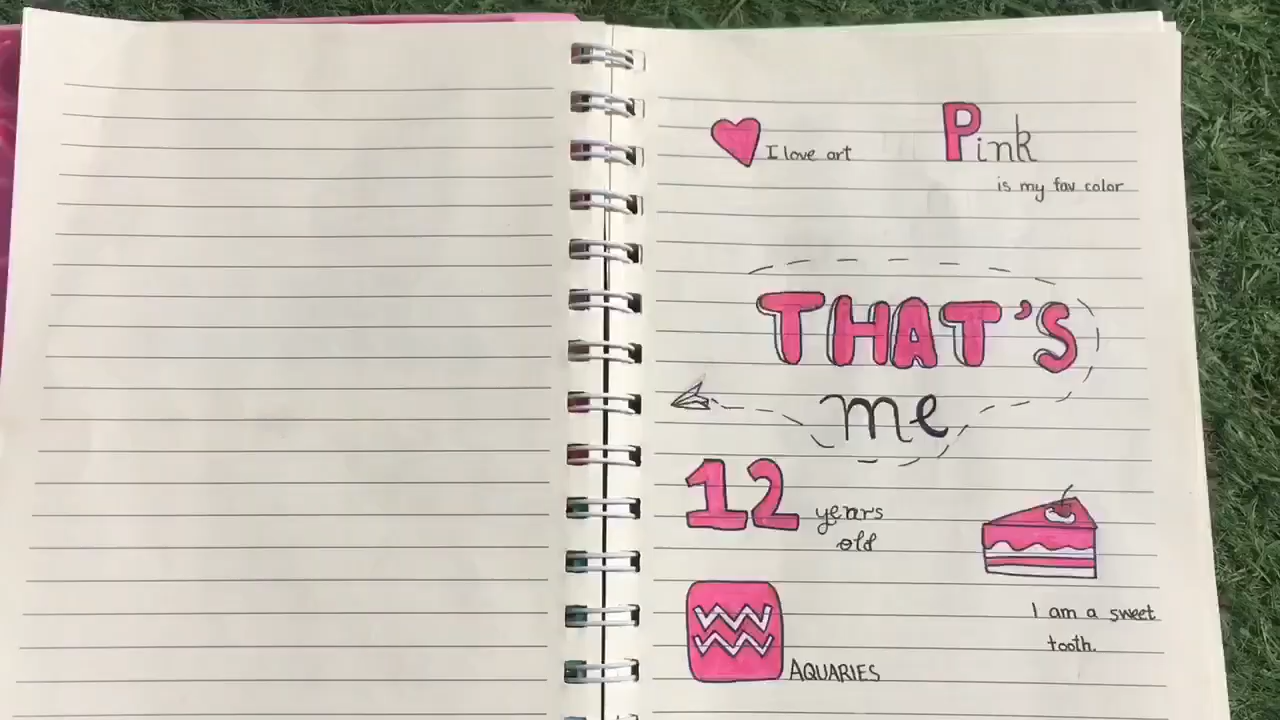 I love art
Pink
is my fav color
THAT'S
me
12 years
old
I am a sweet
tooth.
AQUARIES